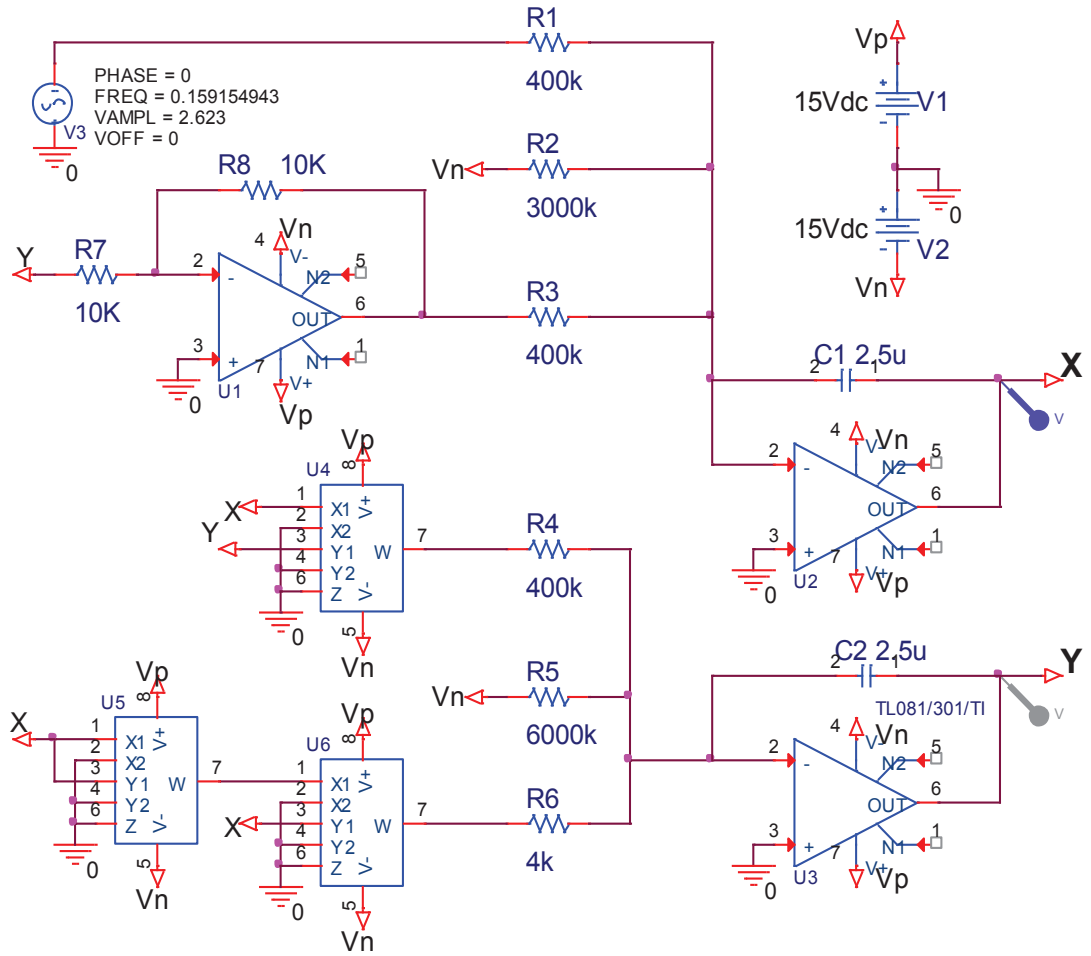 R1
400k
PHASE = 0
FREQ = 0.159154943
VAMPL = 2.623
VOFF = 0
V3
0
Vp
15Vdc
V1
0
15Vdc
V2
Vn
R2
Vn
3000k
R8 10K
Y
R7
10K
Vn
4
V-
2
-
N2
5
OUT
6
3
+
7
N1
1
V+
U1
Vp
0
R3
400k
C1 2.5u
2
1
X
V
4
Vn
V-
2
-
N2
5
OUT
6
3
+
7
N1
1
V+
U2
Vp
0
Vp
U4
8
X
1
X1
V+
2
X2
Y
3
Y1
W
7
4
Y2
6
Z
V-
0
5
Vn
R4
400k
Vn
R5
6000k
C2 2.5u
2
1
Y
V
TL081/301/TI
4
Vn
V-
2
-
N2
5
OUT
6
3
+
7
N1
1
V+
U3
Vp
0
Vp
U5
8
X
1
X1
V+
2
X2
3
Y1
W
7
4
Y2
6
Z
V-
0
5
Vn
Vp
U6
8
1
X1
V+
2
X2
X
3
Y1
W
7
4
Y2
6
Z
V-
0
5
Vn
R6
4k